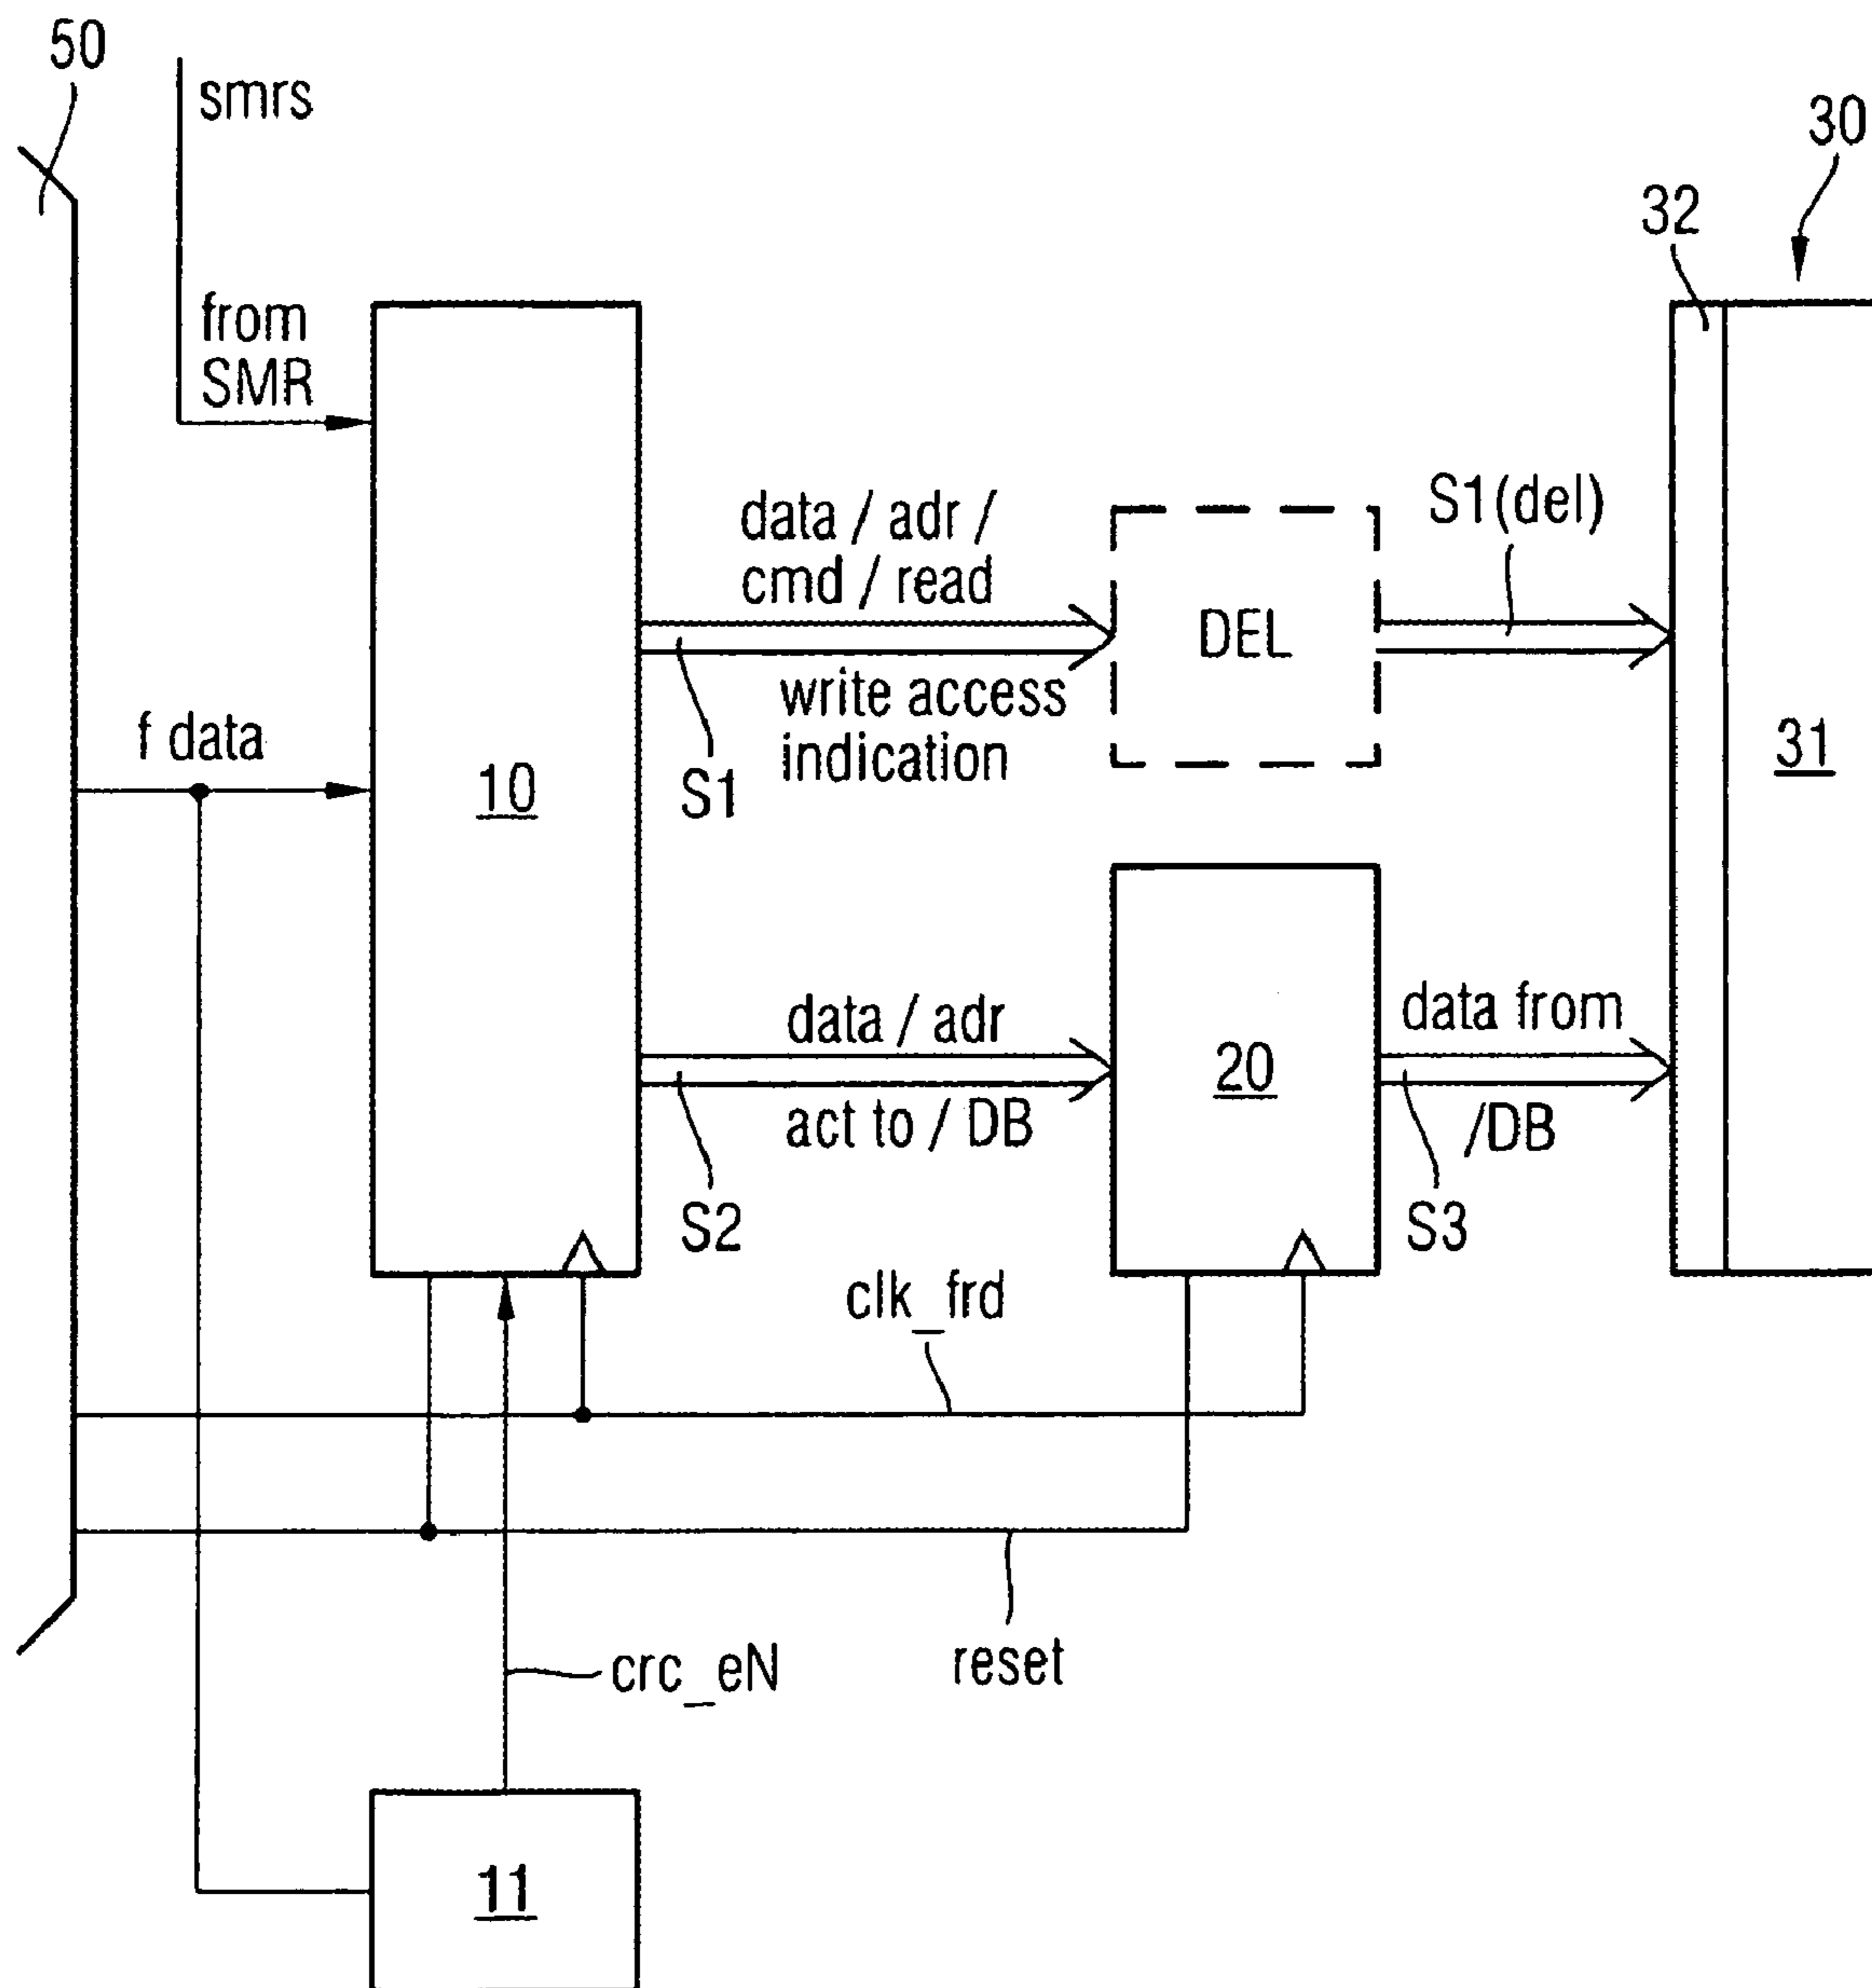 50
smrs
30
32
from
SMR
data / adr /
cmd / read
S1(del)
DEL
write access
indication
f data
S1
10
31
data / adr
data from
20
act to / DB
/DB
S2
S3
clk_frd
crc_eN
reset
11